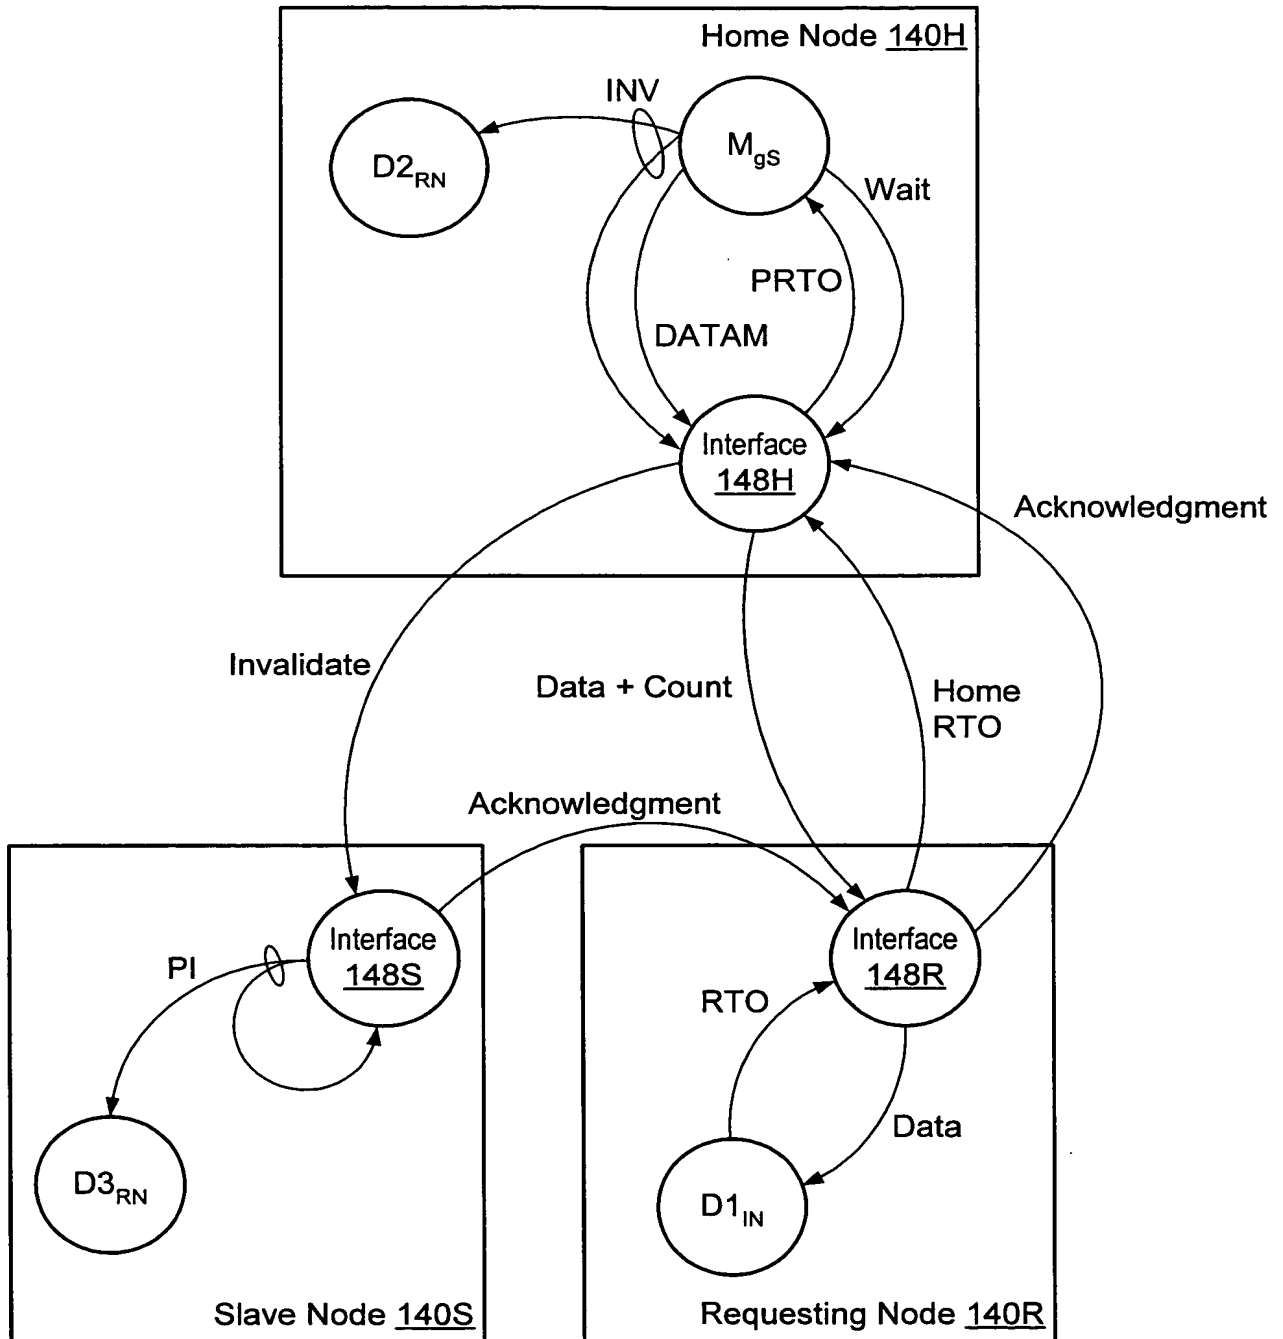 Home Node 140H
INV
D2RN
MgS
Wait
PRTO
DATAM
Interface
148H
Acknowledgment
Invalidate
Data + Count
Home
RTO
Acknowledgment
Interface
148S
PI
D3RN
Slave Node 140S
Interface
148R
RTO
Data
D1IN
Requesting Node 140R